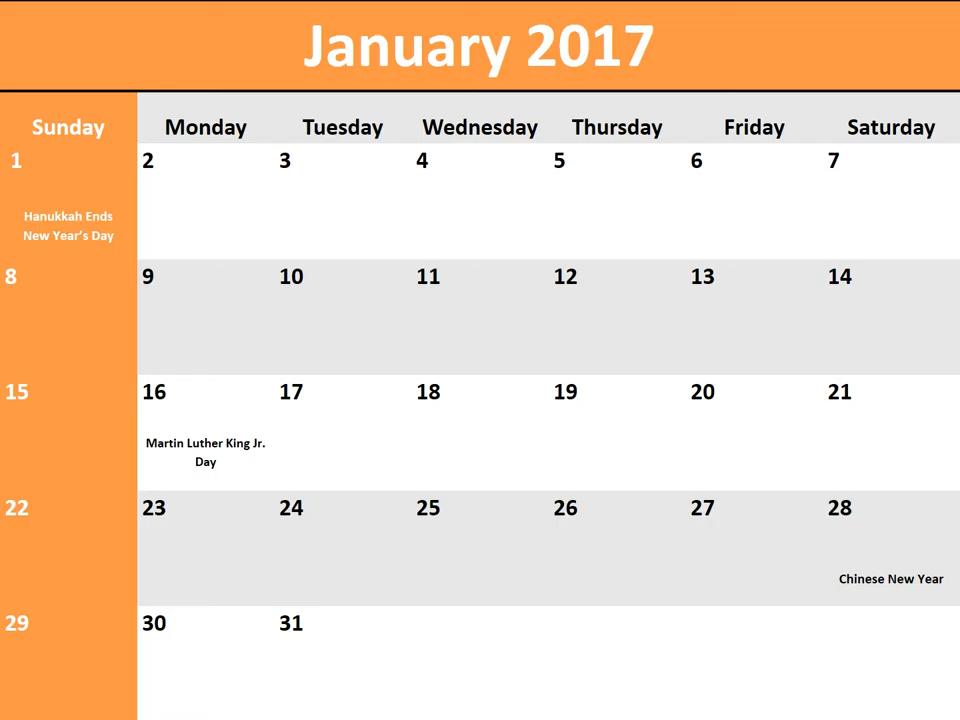 January 2017
Sunday Monday Tuesday Wednesday Thursday Friday Saturday
1 2 3 4 5 6 7
Hanukkah Ends
New Year’s Day
8 9 10 11 12 13 14
15 16 17 18 19 20 21
Martin Luther King Jr.
Day
22 23 24 25 26 27 28
Chinese New Year
29 30 31